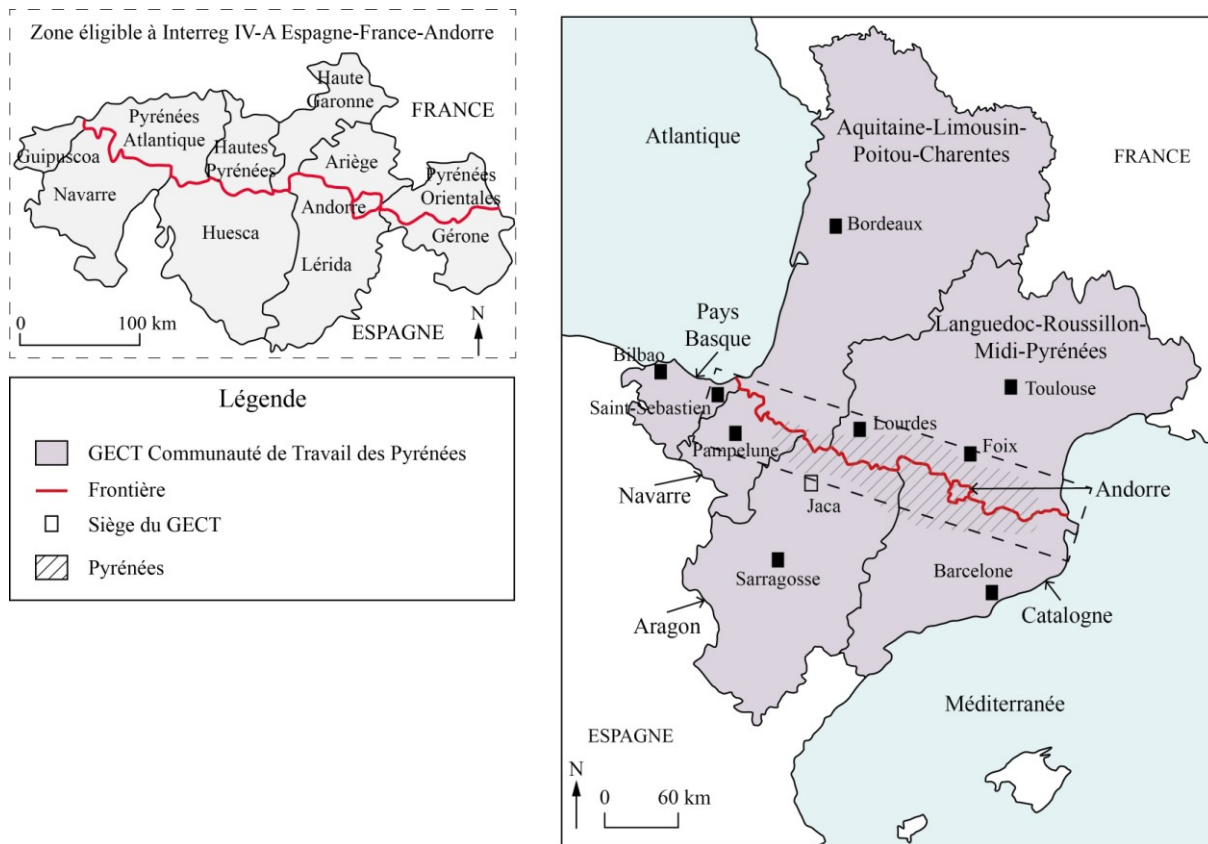 Zone éligible à Interreg IV-A Espagne-France-Andorre
Haute
Garonne
FRANCE
Pyrénées
Atlantique
Guipuscoa
Hautes
Pyrénées
Ariège
Navarre
Pyrénées
Orientales
Andorre
Huesca
Gérone
Lérida
0
100 km
ESPAGNE
N
Légende
GECT Communauté de Travail des Pyrénées
Frontière
Siège du GECT
Pyrénées
Atlantique
Aquitaine-Limousin-
Poitou-Charentes
FRANCE
Bordeaux
Pays
Basque
Languedoc-Roussillon-
Midi-Pyrénées
Bilbao
Toulouse
Saint-Sebastien
Lourdes
Pampelune
Foix
Navarre
Jaca
Andorre
Sarragosse
Barcelone
Aragon
Catalogne
Méditerranée
ESPAGNE
N
0
60 km